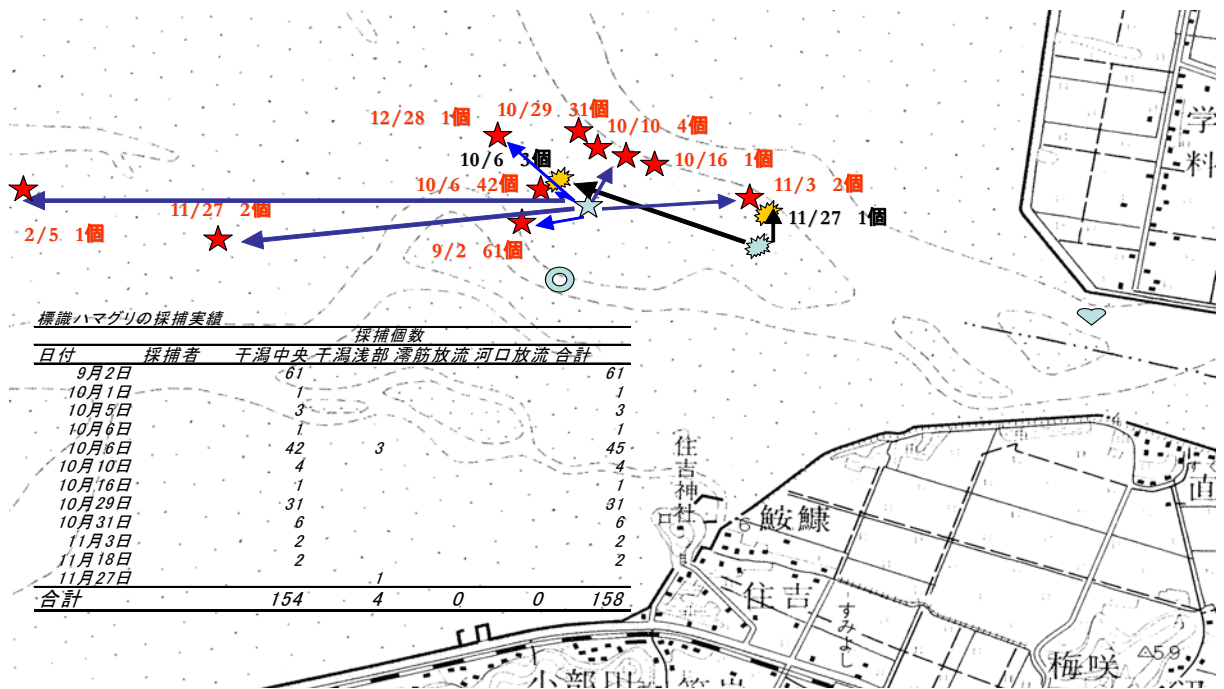 12/28 1個
10/29 31個
10/10 4個
10/16 1個
10/6 3個
10/6 42個
11/3 2個
11/27 1個
11/27 2個
2/5 1個
9/2 61個
学
料
標識ハマグリの採捕実績
採捕個数
日付 採捕者 干潟中央 干潟浅部 澪筋放流 河口放流 合計
9月2日 61 61
10月1日 1 1
10月5日 3 3
10月6日 1 1
10月6日 42 3 45
10月10日 4 4
10月16日 1 1
10月29日 31 31
10月31日 6 6
11月3日 2 2
11月18日 2 2
11月27日 1
合計 154 4 0 0 158
住吉神社
鮟鱇
直
住吉
すみよし
梅咲
59
小部田